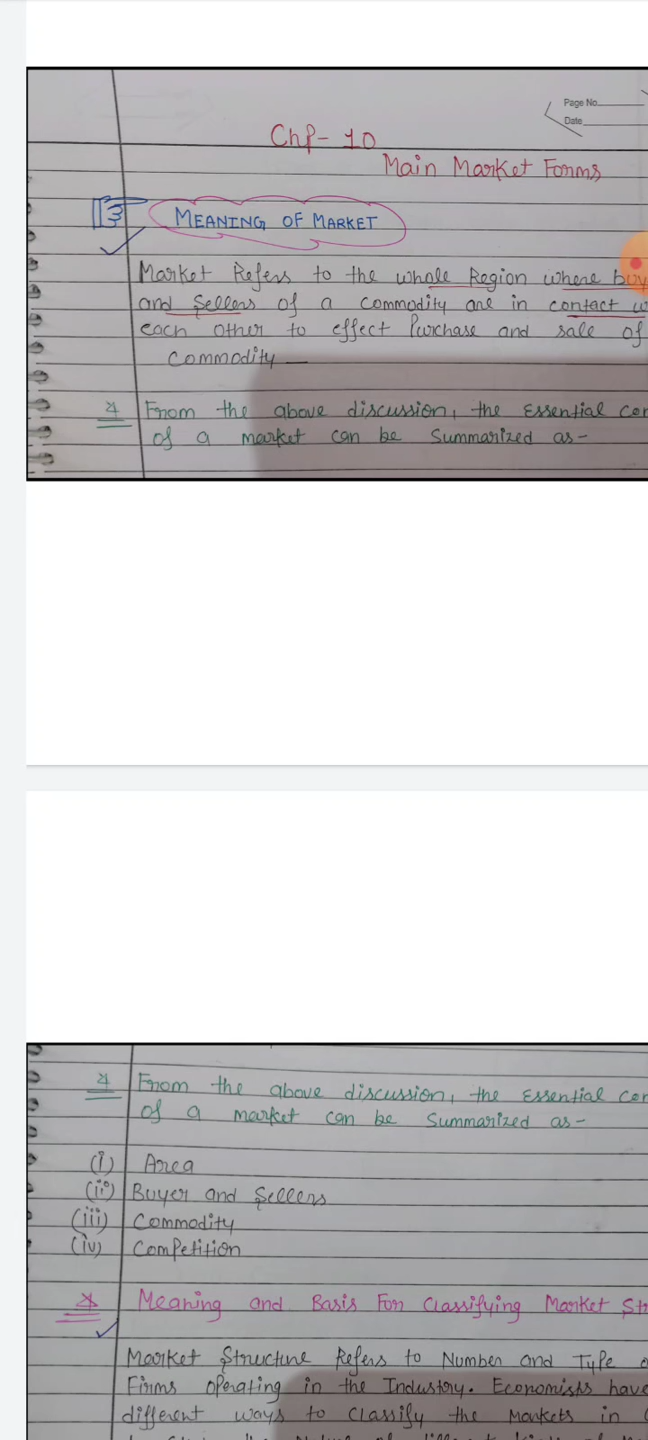 Page No.
Date
Chp- 10
Main Market Forms
MEANING OF MARKET
Market Refers to the whole Region where buy
and Sellers of a commodity are in contact w
each other to effect Purchase and sale of
Commodity
From the above discussion, the Essential con
of a market can be Summarized as-
From the above discussion, the Essential con
of a market can be Summarized as-
(i) Area
(ii) Buyer and Sellers
(iii) Commodity
(iv) Competition
Meaning and Basis For Classifying Market St
Market Structure Refers to Number and Type o
Firms operating in the Industry. Economists have
different ways to classify the markets in